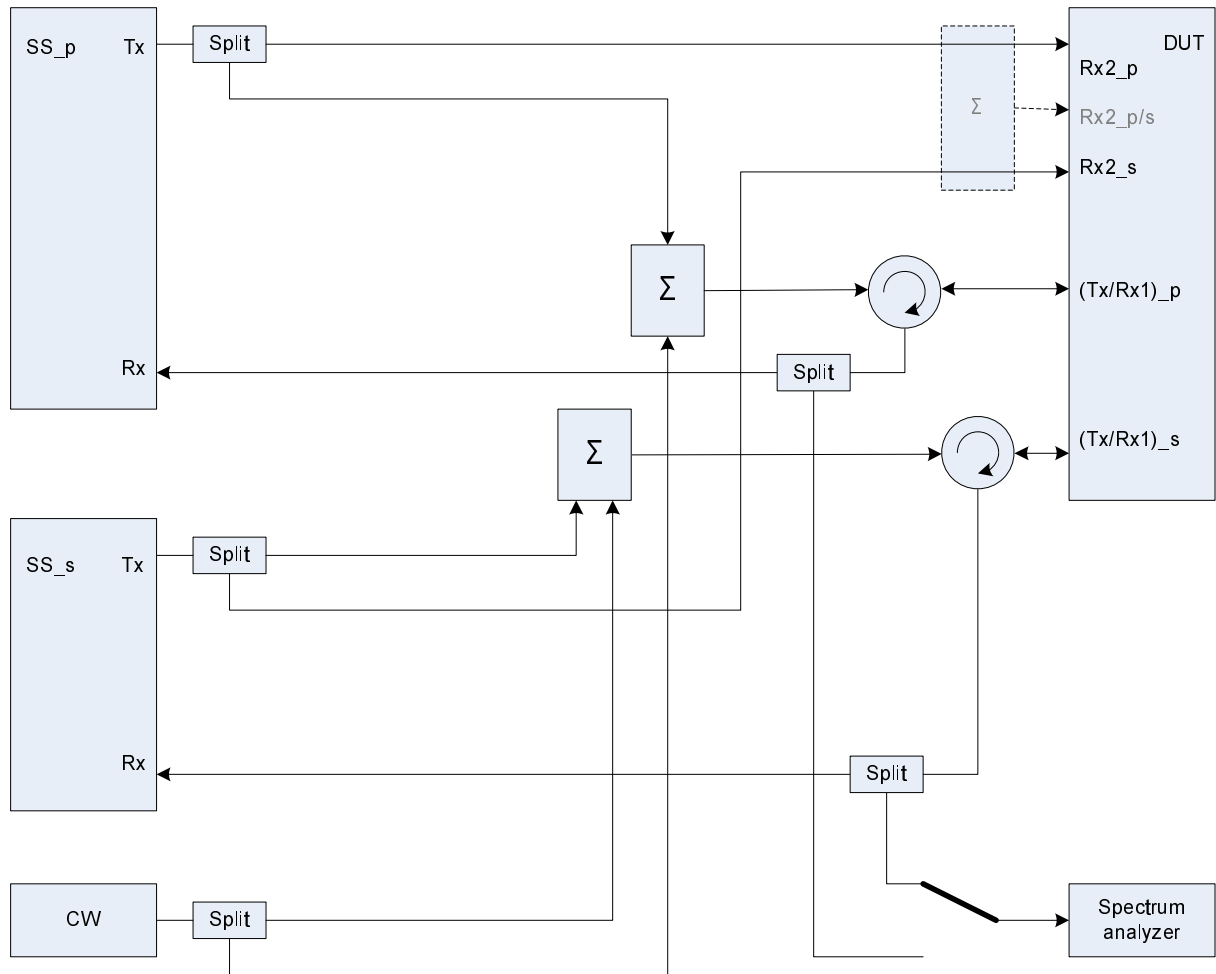 SS_p
Tx
Split
DUT
Rx2_p
Σ
Rx2_p/s
Rx2_s
Σ
(Tx/Rx1)_p
Rx
Split
(Tx/Rx1)_s
Σ
SS_s
Tx
Split
Rx
Split
CW
Split
Spectrum
analyzer